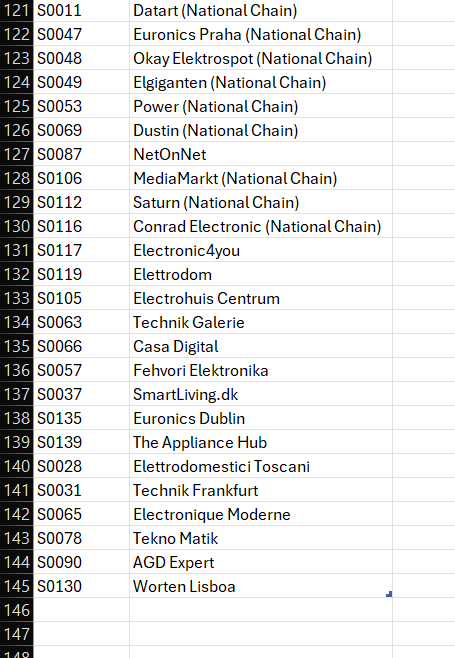 121 S0011 Datart (National Chain)
122 S0047 Euronics Praha (National Chain)
123 S0048 Okay Elektrospot (National Chain)
124 S0049 Elgiganten (National Chain)
125 S0053 Power (National Chain)
126 S0069 Dustin (National Chain)
127 S0087 NetOnNet
128 S0106 MediaMarkt (National Chain)
129 S0112 Saturn (National Chain)
130 S0116 Conrad Electronic (National Chain)
131 S0117 Electronic4you
132 S0119 Elettrodom
133 S0105 Electrohuis Centrum
134 S0063 Technik Galerie
135 S0066 Casa Digital
136 S0057 Fehvori Elektronika
137 S0037 SmartLiving.dk
138 S0135 Euronics Dublin
139 S0139 The Appliance Hub
140 S0028 Elettrodomestici Toscani
141 S0031 Technik Frankfurt
142 S0065 Electronique Moderne
143 S0078 Tekno Matik
144 S0090 AGD Expert
145 S0130 Worten Lisboa
146
147
148